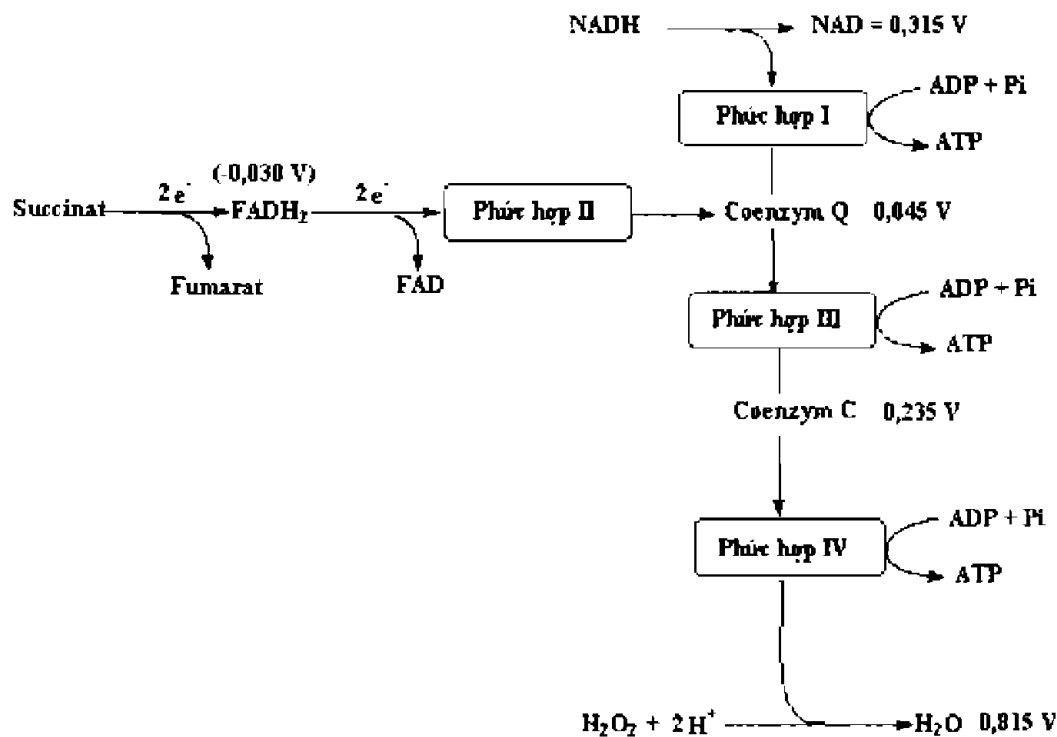 NADH NAD = 0,315 V
ADP + Pi
Phức hợp I
ATP
(-0,030 V)
2 e⁻ 2 e⁻
Succinat FADH₂ Phức hợp II Coenzym Q 0,045 V
Fumarat FAD
ADP + Pi
Phức hợp III
ATP
Coenzym C 0,235 V
ADP + Pi
Phức hợp IV
ATP
H₂O₂ + 2H⁺ H₂O 0,815 V